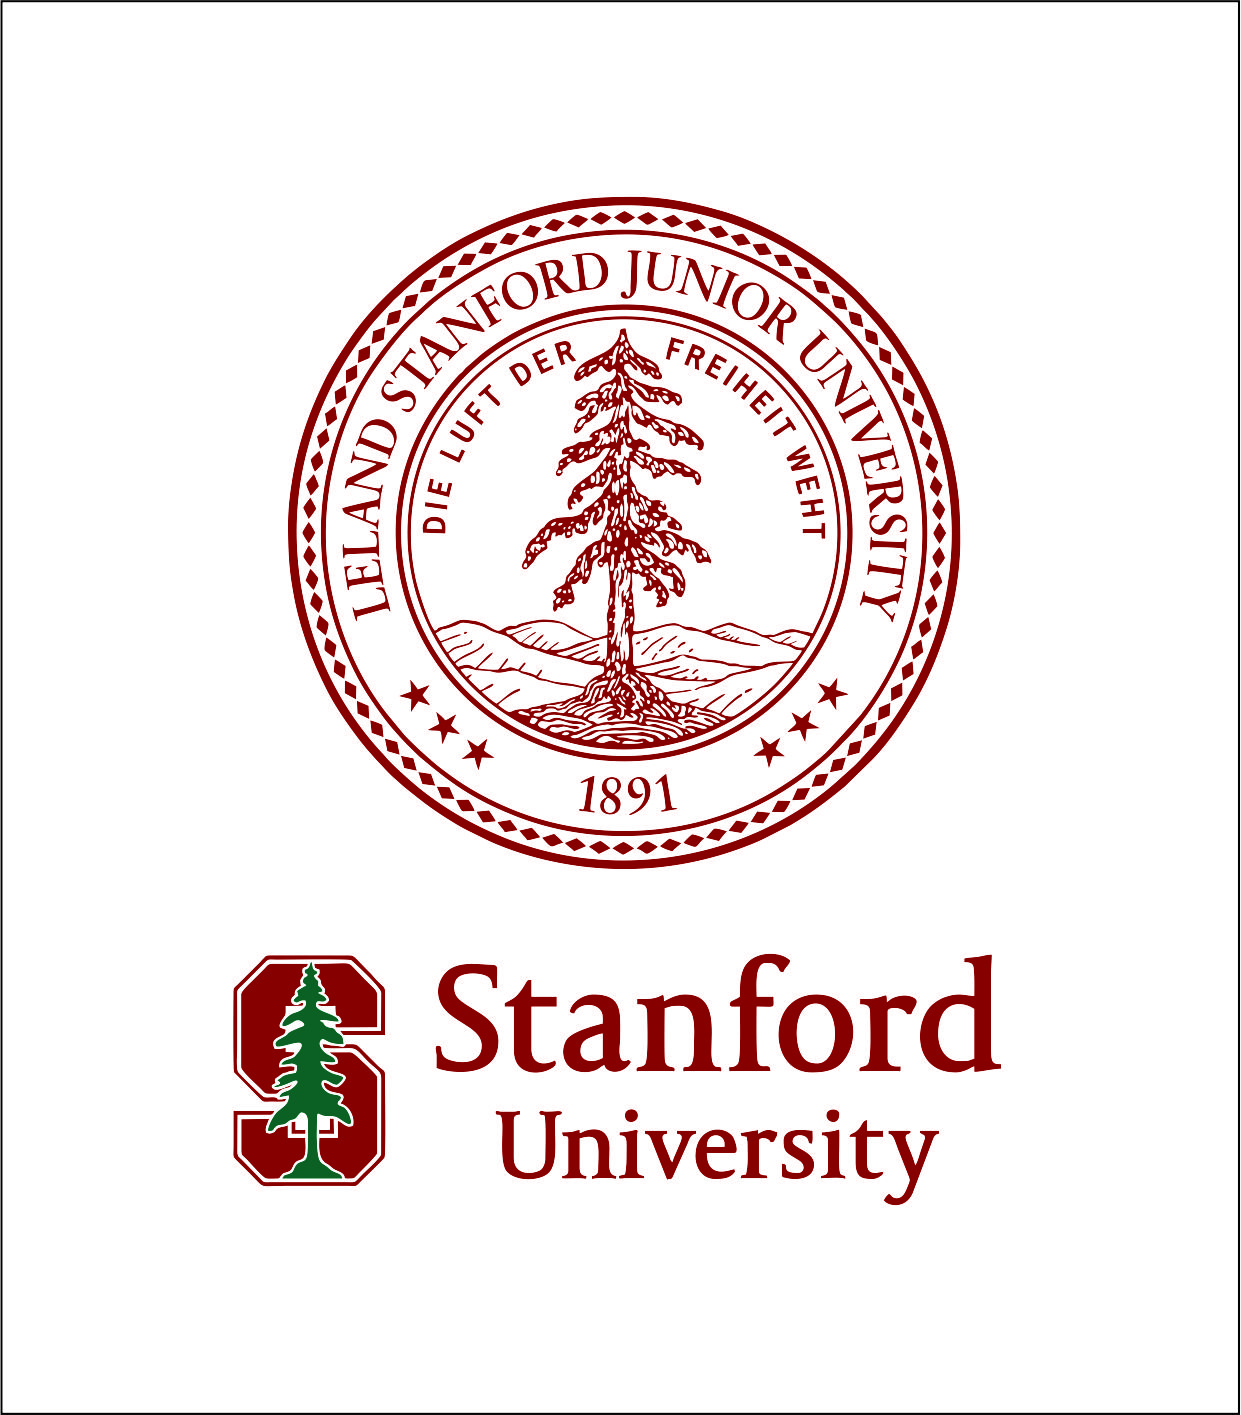 LELAND STANFORD JUNIOR UNIVERSITY
DIE LUFT DER FREIHEIT WEHT
1891
S
Stanford
University